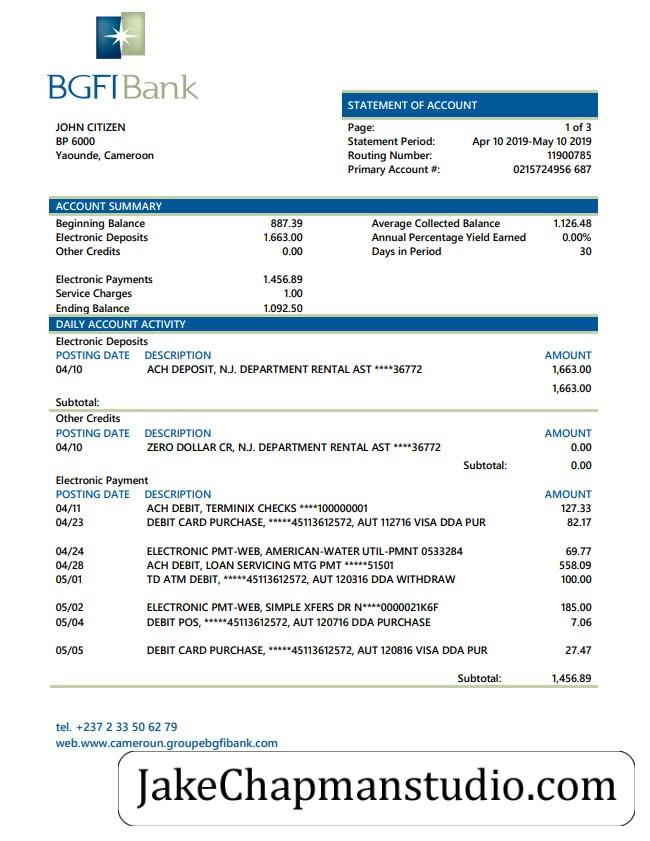 BGFIBank
STATEMENT OF ACCOUNT
JOHN CITIZEN
BP 6000
Yaounde, Cameroon
Page: 1 of 3
Statement Period: Apr 10 2019-May 10 2019
Routing Number: 11900785
Primary Account #: 0215724956 687
ACCOUNT SUMMARY
Beginning Balance 887.39 Average Collected Balance 1.126.48
Electronic Deposits 1.663.00 Annual Percentage Yield Earned 0.00%
Other Credits 0.00 Days in Period 30
Electronic Payments 1.456.89
Service Charges 1.00
Ending Balance 1.092.50
DAILY ACCOUNT ACTIVITY
Electronic Deposits
POSTING DATE DESCRIPTION AMOUNT
04/10 ACH DEPOSIT, N.J. DEPARTMENT RENTAL AST ****36772 1,663.00
1,663.00
Subtotal:
Other Credits
POSTING DATE DESCRIPTION AMOUNT
04/10 ZERO DOLLAR CR, N.J. DEPARTMENT RENTAL AST ****36772 0.00
Subtotal: 0.00
Electronic Payment
POSTING DATE DESCRIPTION AMOUNT
04/11 ACH DEBIT, TERMINIX CHECKS ****100000001 127.33
04/23 DEBIT CARD PURCHASE, *****45113612572, AUT 112716 VISA DDA PUR 82.17
04/24 ELECTRONIC PMT-WEB, AMERICAN-WATER UTIL-PMNT 0533284 69.77
04/28 ACH DEBIT, LOAN SERVICING MTG PMT *****51501 558.09
05/01 TD ATM DEBIT, *****45113612572, AUT 120316 DDA WITHDRAW 100.00
05/02 ELECTRONIC PMT-WEB, SIMPLE XFERS DR N****0000021K6F 185.00
05/04 DEBIT POS, *****45113612572, AUT 120716 DDA PURCHASE 7.06
05/05 DEBIT CARD PURCHASE, *****45113612572, AUT 120816 VISA DDA PUR 27.47
Subtotal: 1,456.89
tel. +237 2 33 50 62 79
web.www.cameroun.groupebgfibank.com
JakeChapmanstudio.com